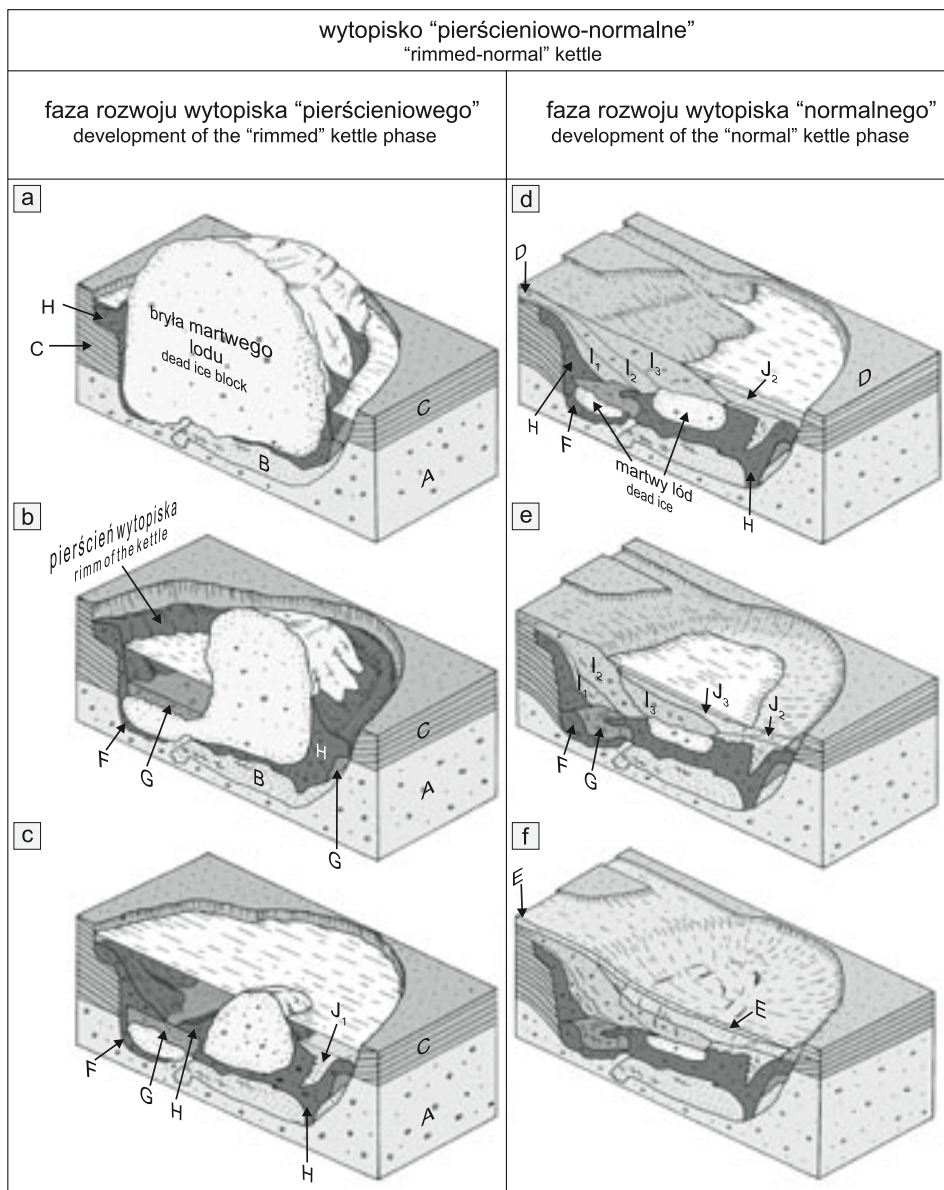 wytopisko “pierścieniowo-normalne”
“rimmed-normal” kettle
faza rozwoju wytopiska “pierścieniowego”
development of the “rimmed” kettle phase
faza rozwoju wytopiska “normalnego”
development of the “normal” kettle phase
a
H
C
bryła martwego
lodu
dead ice block
B
C
A
b
pierścień wytopiska
rimm of the kettle
F
G
B
H
G
C
A
c
F
G
H
J₁
H
C
A
d
D
I₁
I₂
I₃
J₂
D
H
F
martwy lód
dead ice
H
e
I₁
I₂
I₃
J₃
J₂
F
G
f
E
E